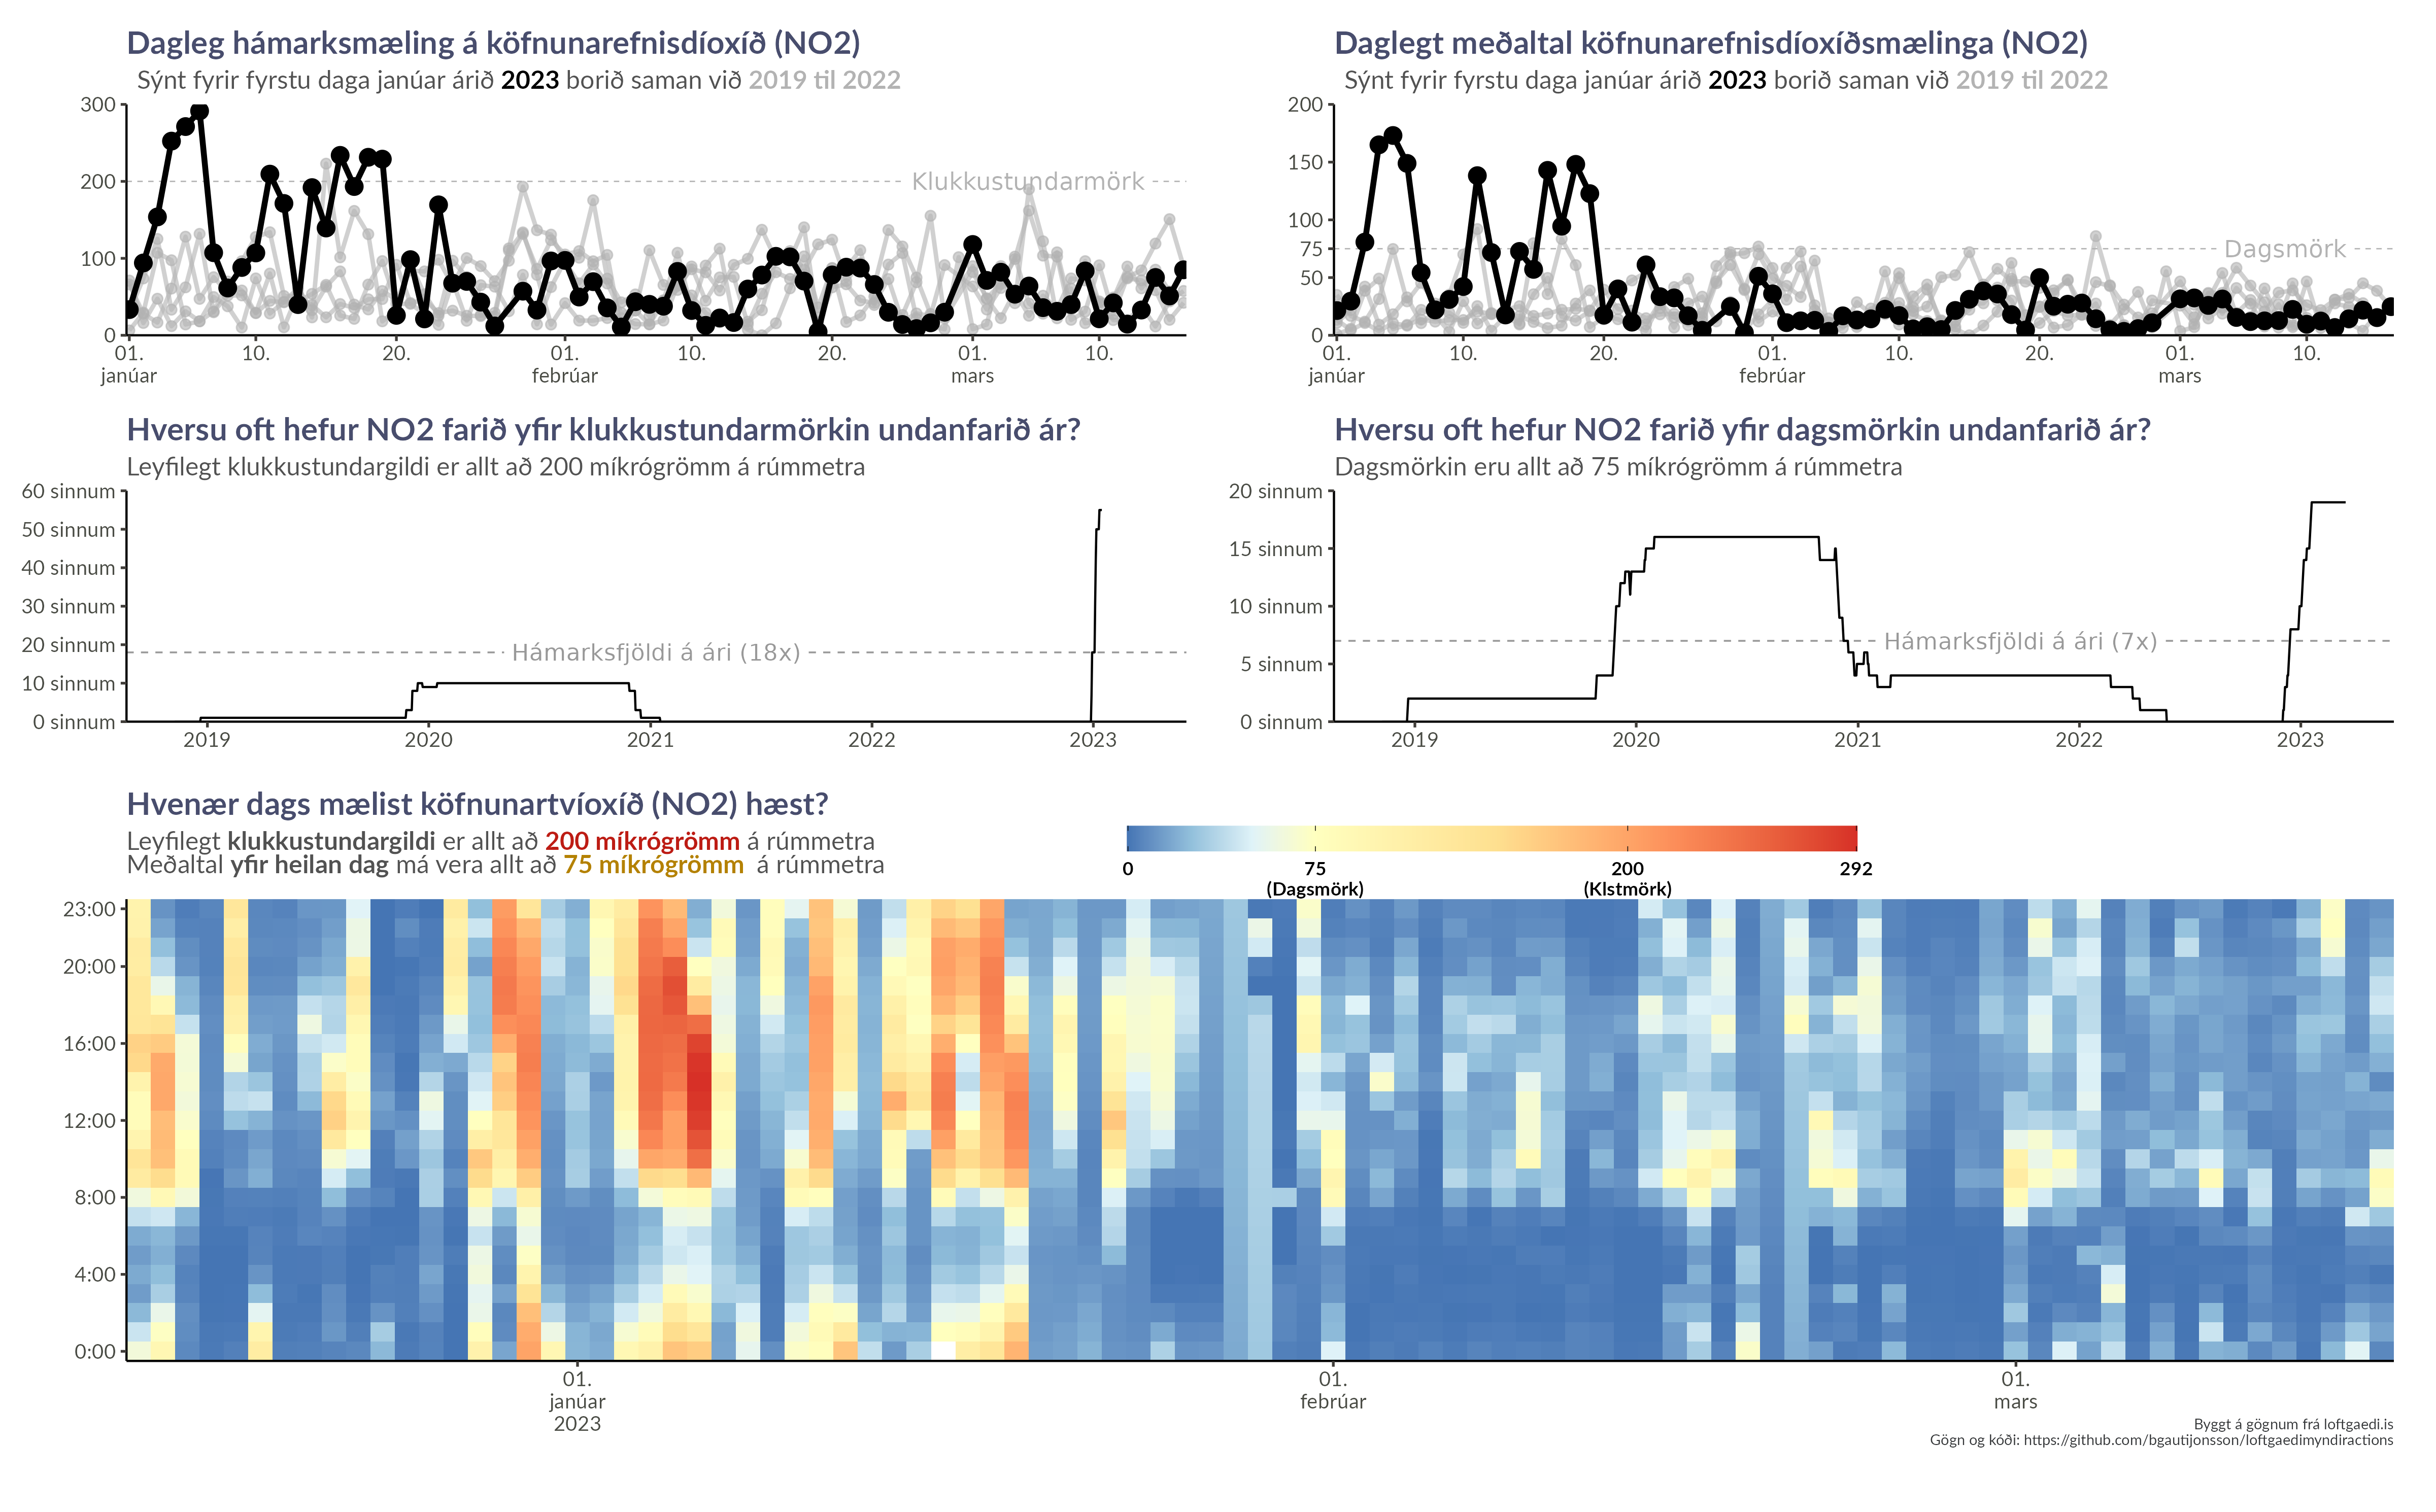 Dagleg hámarksmæling á köfnunarefnisdíoxíð (NO2)
Sýnt fyrir fyrstu daga janúar árið 2023 borið saman við 2019 til 2022
300
200
100
0
Klukkustundarmörk
01. 10. 20. 01. 10. 20. 01. 10.
janúar febrúar mars
Daglegt meðaltal köfnunarefnisdíoxíðsmælinga (NO2)
Sýnt fyrir fyrstu daga janúar árið 2023 borið saman við 2019 til 2022
200
150
100
75
50
0
Dagsmörk
01. 10. 20. 01. 10. 20. 01. 10.
janúar febrúar mars
Hversu oft hefur NO2 farið yfir klukkustundarmörkin undanfarið ár?
Leyfilegt klukkustundargildi er allt að 200 míkrógrömm á rúmmetra
60 sinnum
50 sinnum
40 sinnum
30 sinnum
20 sinnum
10 sinnum
0 sinnum
Hámarksfjöldi á ári (18x)
2019 2020 2021 2022 2023
Hversu oft hefur NO2 farið yfir dagsmörkin undanfarið ár?
Dagsmörkin eru allt að 75 míkrógrömm á rúmmetra
20 sinnum
15 sinnum
10 sinnum
5 sinnum
0 sinnum
Hámarksfjöldi á ári (7x)
2019 2020 2021 2022 2023
Hvenær dags mælist köfnunartvíoxíð (NO2) hæst?
Leyfilegt klukkustundargildi er allt að 200 míkrógrömm á rúmmetra
Meðaltal yfir heilan dag má vera allt að 75 míkrógrömm á rúmmetra
0 75 200 292
(Dagsmörk) (Klstmörk)
23:00
20:00
16:00
12:00
8:00
4:00
0:00
01. 01. 01.
janúar febrúar mars
2023
Byggt á gögnum frá loftgaedi.is
Gögn og kóði: https://github.com/bgautijonsson/loftgaedimyndiractions